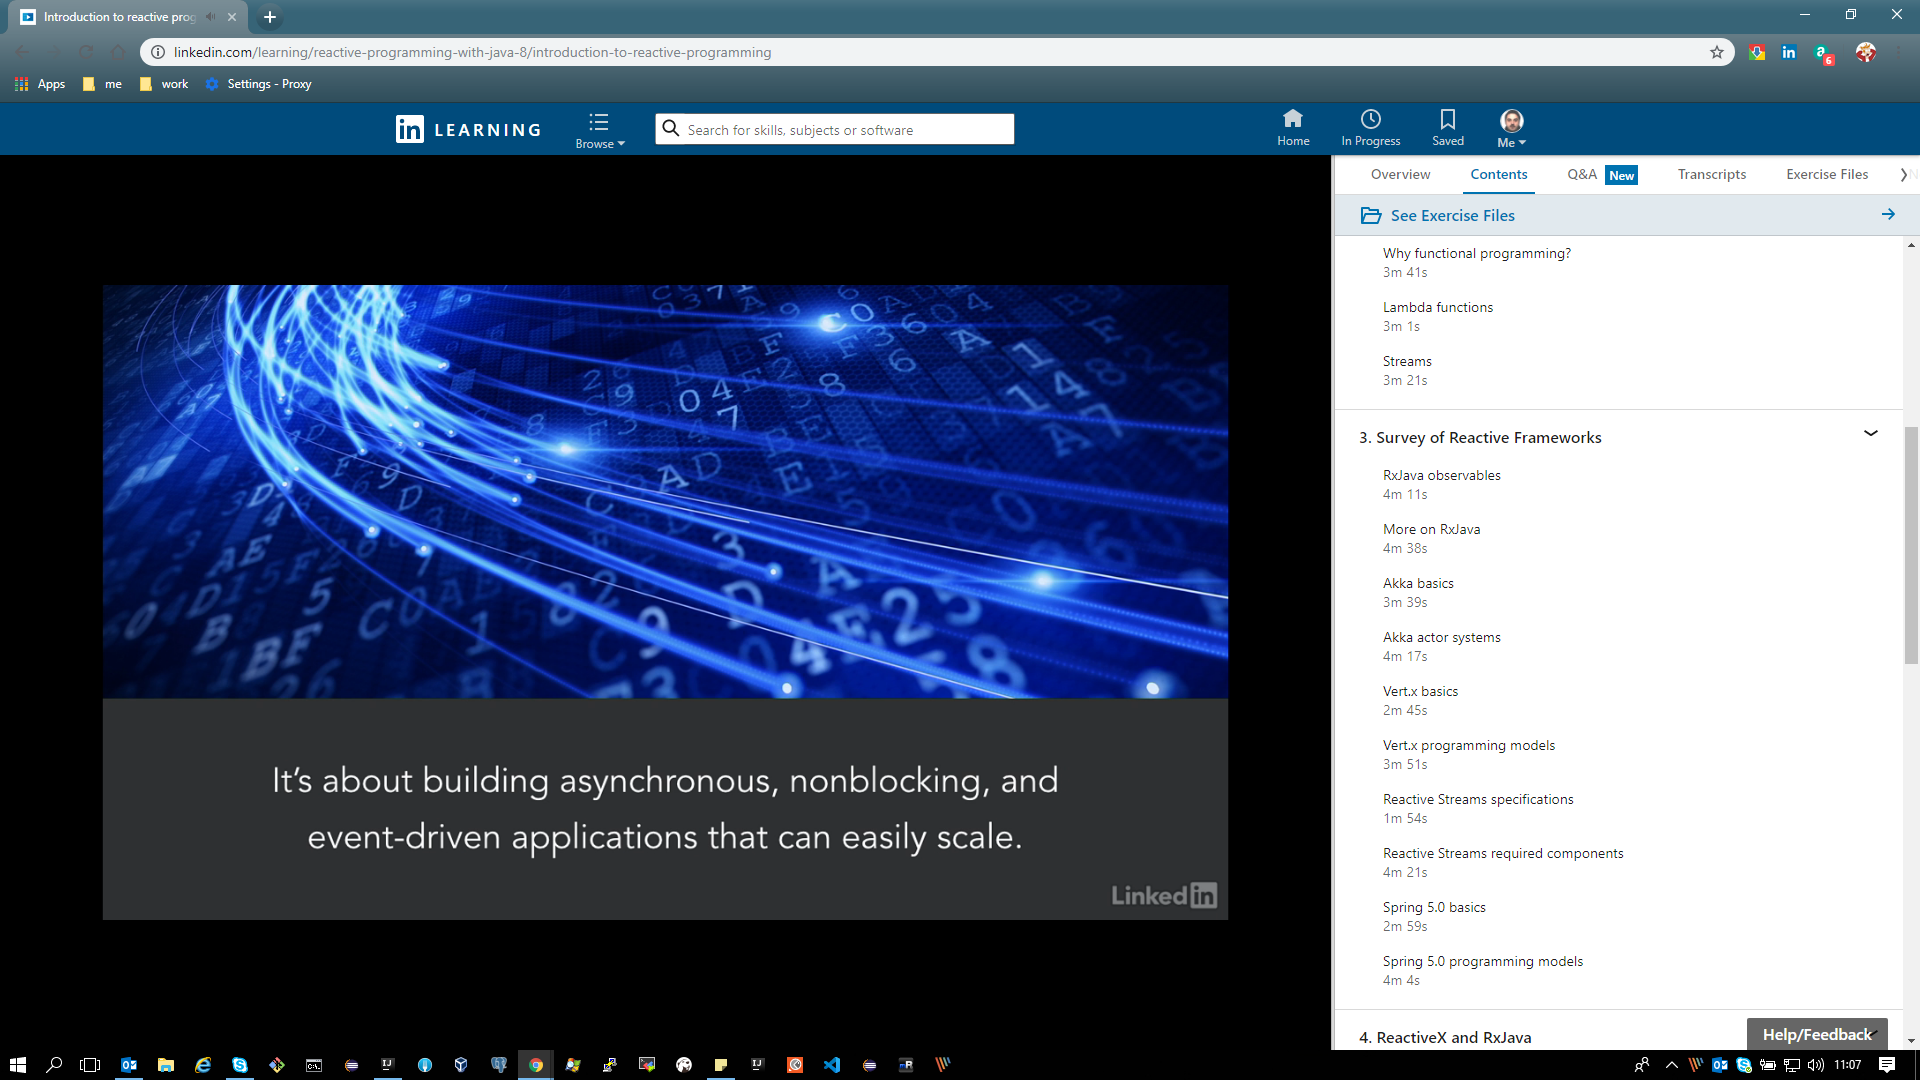 Introduction to reactive prog
linkedin.com/learning/reactive-programming-with-java-8/introduction-to-reactive-programming
6
Apps
me
work
Settings - Proxy
in LEARNING
Browse
Search for skills, subjects or software
Home
In Progress
Saved
Me
Overview
Contents
Q&A New
Transcripts
Exercise Files
See Exercise Files
Why functional programming?
3m 41s
Lambda functions
3m 1s
Streams
3m 21s
3. Survey of Reactive Frameworks
RxJava observables
4m 11s
More on RxJava
4m 38s
Akka basics
3m 39s
Akka actor systems
4m 17s
Vert.x basics
2m 45s
Vert.x programming models
3m 51s
Reactive Streams specifications
1m 54s
Reactive Streams required components
4m 21s
Spring 5.0 basics
2m 59s
Spring 5.0 programming models
4m 4s
4. ReactiveX and RxJava
Help/Feedback
It's about building asynchronous, nonblocking, and
event-driven applications that can easily scale.
Linked in
11:07